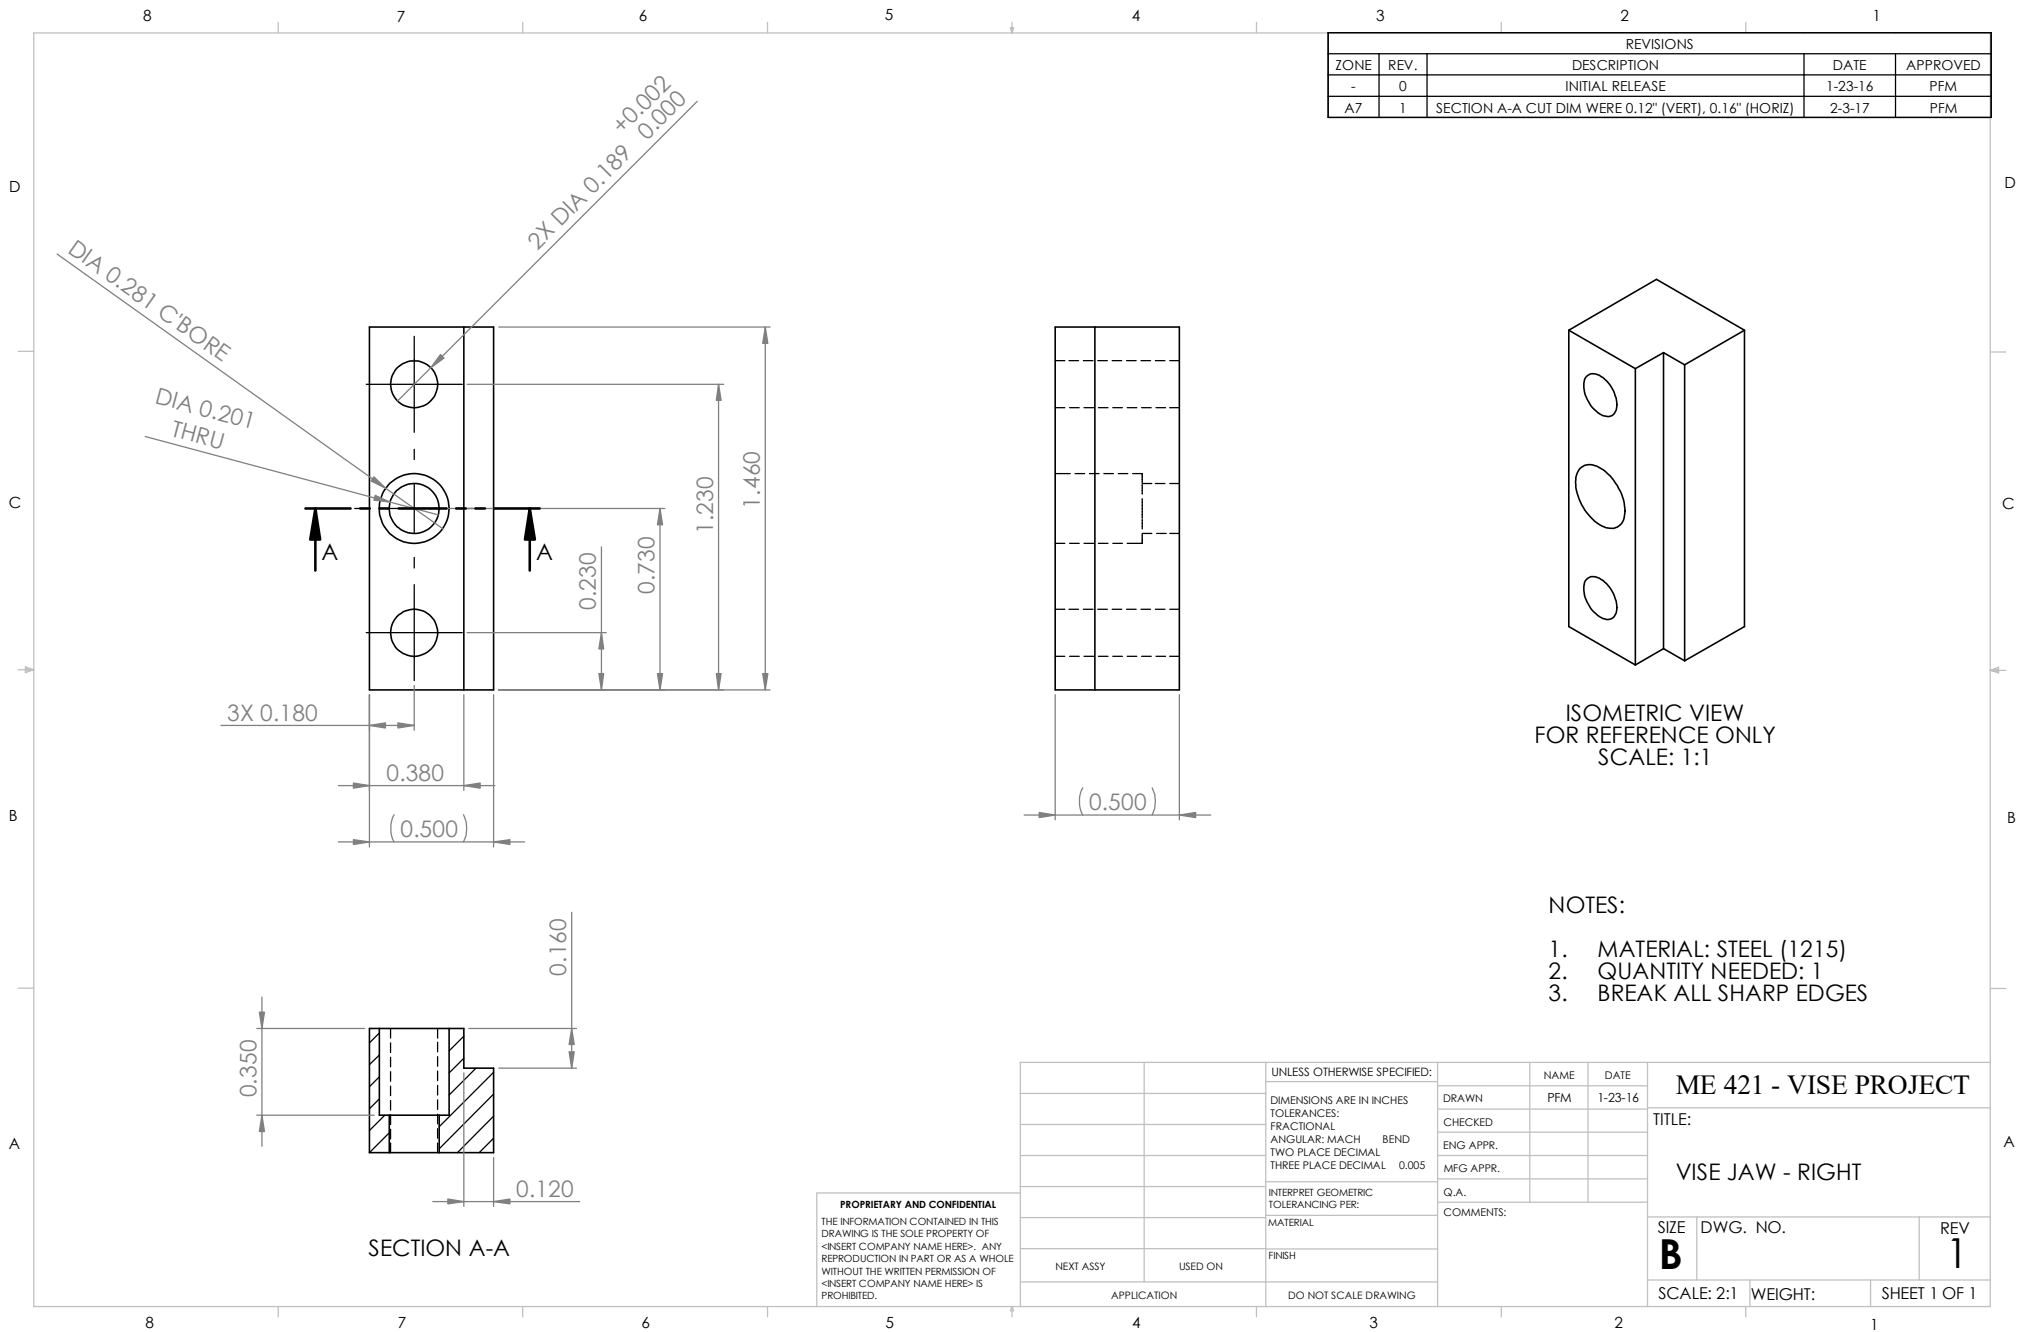 8 7 6 5 4 3 2 1
REVISIONS
ZONE REV. DESCRIPTION DATE APPROVED
- 0 INITIAL RELEASE 1-23-16 PFM
A7 1 SECTION A-A CUT DIM WERE 0.12" (VERT), 0.16" (HORIZ) 2-3-17 PFM
D D
2X DIA 0.189 +0.002 0.000
DIA 0.281 C'BORE
DIA 0.201
THRU
C C
A A
1.460
1.230
0.730
0.230
3X 0.180
0.380
(0.500)
(0.500)
ISOMETRIC VIEW
FOR REFERENCE ONLY
SCALE: 1:1
B B
NOTES:
1. MATERIAL: STEEL (1215)
2. QUANTITY NEEDED: 1
3. BREAK ALL SHARP EDGES
0.160
0.350
0.120
SECTION A-A
A A
PROPRIETARY AND CONFIDENTIAL
THE INFORMATION CONTAINED IN THIS
DRAWING IS THE SOLE PROPERTY OF
<INSERT COMPANY NAME HERE>. ANY
REPRODUCTION IN PART OR AS A WHOLE
WITHOUT THE WRITTEN PERMISSION OF
<INSERT COMPANY NAME HERE> IS
PROHIBITED.
NEXT ASSY USED ON
APPLICATION
UNLESS OTHERWISE SPECIFIED:
DIMENSIONS ARE IN INCHES
TOLERANCES:
FRACTIONAL
ANGULAR: MACH BEND
TWO PLACE DECIMAL
THREE PLACE DECIMAL 0.005
INTERPRET GEOMETRIC
TOLERANCING PER:
MATERIAL
FINISH
DO NOT SCALE DRAWING
NAME DATE
DRAWN PFM 1-23-16
CHECKED
ENG APPR.
MFG APPR.
Q.A.
COMMENTS:
ME 421 - VISE PROJECT
TITLE:
VISE JAW - RIGHT
SIZE DWG. NO. REV
B 1
SCALE: 2:1 WEIGHT: SHEET 1 OF 1
8 7 6 5 4 3 2 1